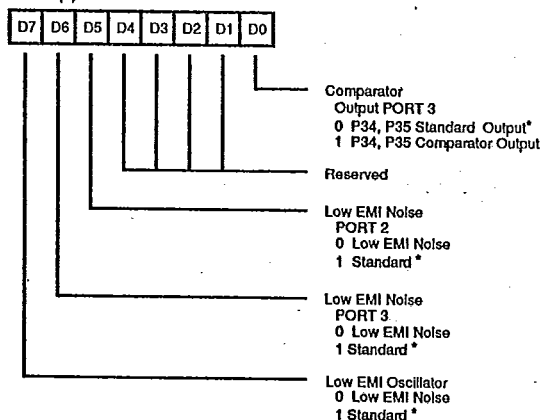 D7 D6 D5 D4 D3 D2 D1 D0
Comparator
Output PORT 3
0 P34, P35 Standard Output*
1 P34, P35 Comparator Output
Reserved
Low EMI Noise
PORT 2
0 Low EMI Noise
1 Standard *
Low EMI Noise
PORT 3
0 Low EMI Noise
1 Standard *
Low EMI Oscillator
0 Low EMI Noise
1 Standard *